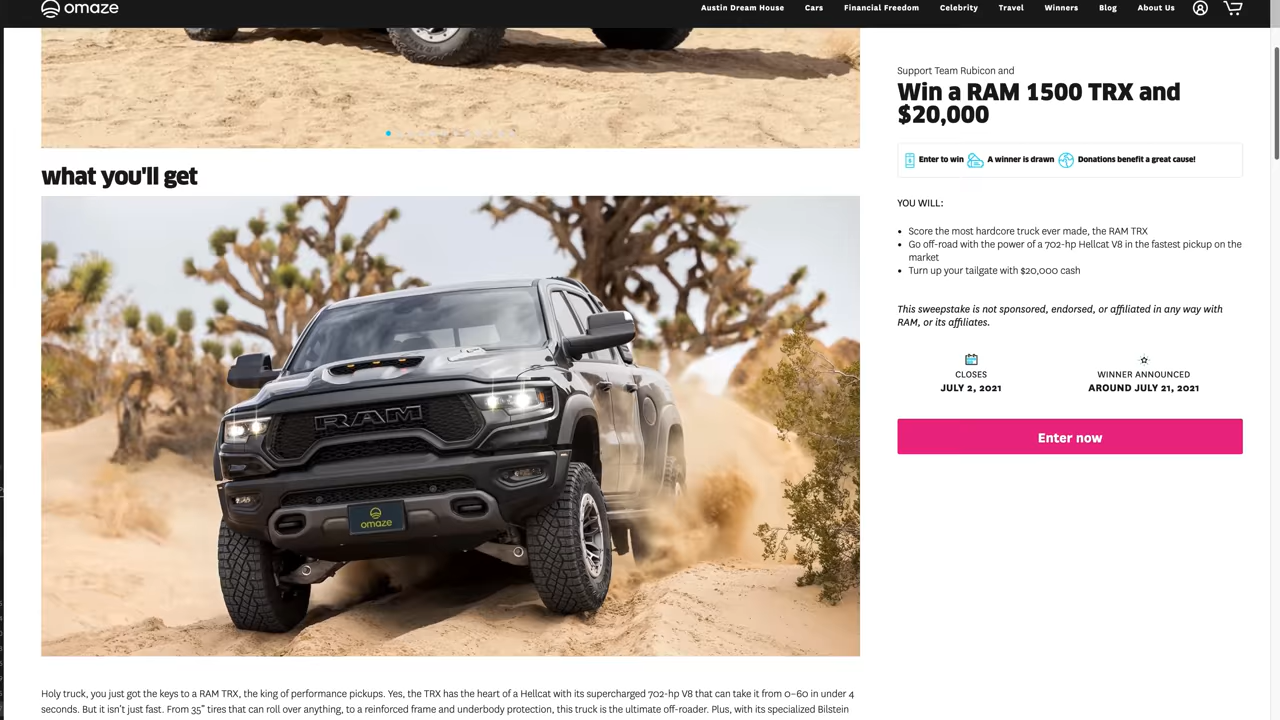 omaze
Austin Dream House Cars Financial Freedom Celebrity Travel Winners Blog About Us
what you'll get
RAM
omaze
Holy truck, you just got the keys to a RAM TRX, the king of performance pickups. Yes, the TRX has the heart of a Hellcat with its supercharged 702-hp V8 that can take it from 0–60 in under 4
seconds. But it isn't just fast. From 35” tires that can roll over anything, to a reinforced frame and underbody protection, this truck is the ultimate off-roader. Plus, with its specialized Bilstein
Support Team Rubicon and
Win a RAM 1500 TRX and
$20,000
Enter to win A winner is drawn Donations benefit a great cause!
YOU WILL:
• Score the most hardcore truck ever made, the RAM TRX
• Go off-road with the power of a 702-hp Hellcat V8 in the fastest pickup on the
market
• Turn up your tailgate with $20,000 cash
This sweepstake is not sponsored, endorsed, or affiliated in any way with
RAM, or its affiliates.
CLOSES
JULY 2, 2021
WINNER ANNOUNCED
AROUND JULY 21, 2021
Enter now